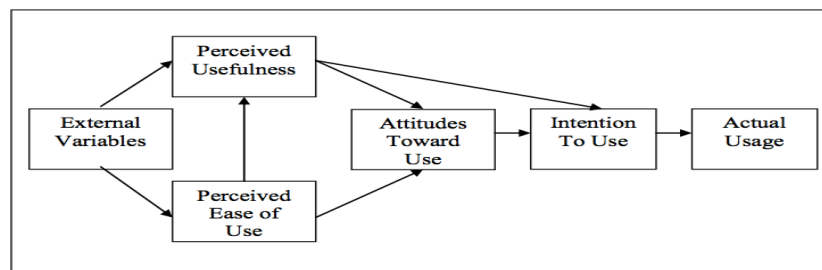 Perceived
Usefulness
External
Variables
Perceived
Ease of
Use
Attitudes
Toward
Use
Intention
To Use
Actual
Usage